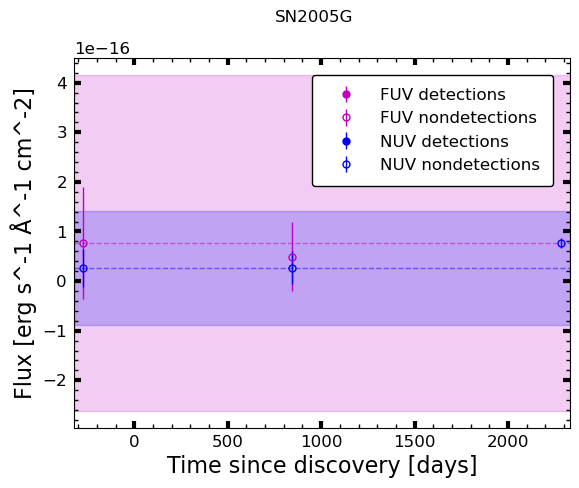 SN2005G
1e−16
Flux [erg s^-1 Å^-1 cm^-2]
4
3
2
1
0
−1
−2
FUV detections
FUV nondetections
NUV detections
NUV nondetections
0 500 1000 1500 2000
Time since discovery [days]